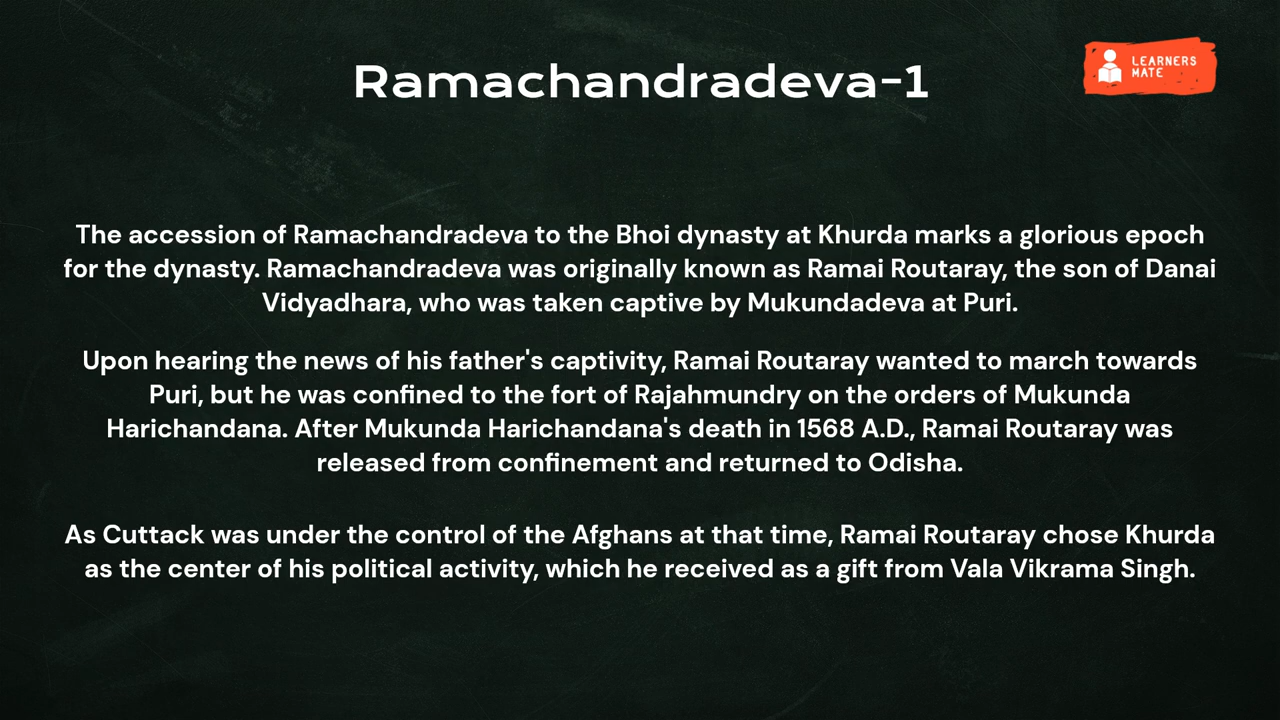 Ramachandradeva-1
LEARNERS
MATE
The accession of Ramachandradeva to the Bhoi dynasty at Khurda marks a glorious epoch
for the dynasty. Ramachandradeva was originally known as Ramai Routaray, the son of Danai
Vidyadhara, who was taken captive by Mukundadeva at Puri.
Upon hearing the news of his father's captivity, Ramai Routaray wanted to march towards
Puri, but he was confined to the fort of Rajahmundry on the orders of Mukunda
Harichandana. After Mukunda Harichandana's death in 1568 A.D., Ramai Routaray was
released from confinement and returned to Odisha.
As Cuttack was under the control of the Afghans at that time, Ramai Routaray chose Khurda
as the center of his political activity, which he received as a gift from Vala Vikrama Singh.